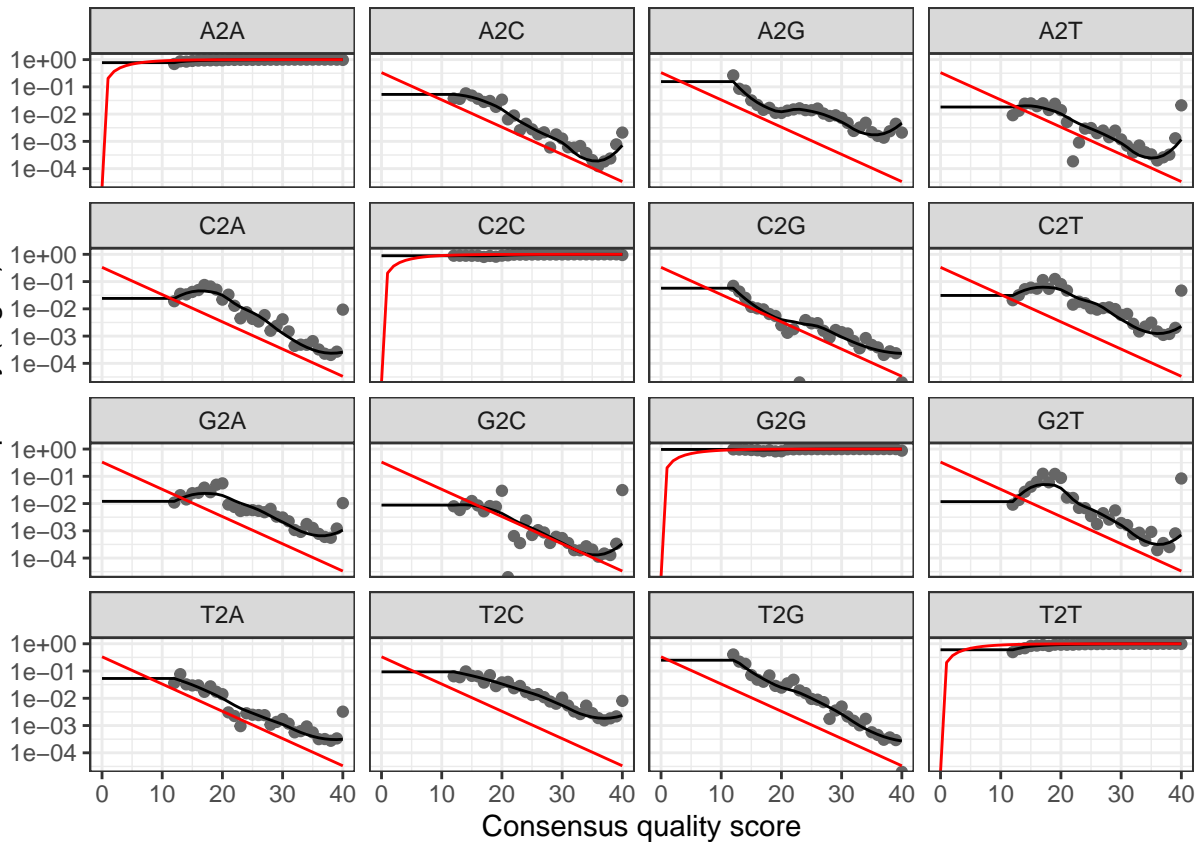 A2A A2C A2G A2T
1e+00
1e−01
1e−02
1e−03
1e−04
C2A C2C C2G C2T
1e+00
1e−01
1e−02
1e−03
1e−04
G2A G2C G2G G2T
1e+00
1e−01
1e−02
1e−03
1e−04
T2A T2C T2G T2T
1e+00
1e−01
1e−02
1e−03
1e−04
0 10 20 30 40 0 10 20 30 40 0 10 20 30 40 0 10 20 30 40
Consensus quality score